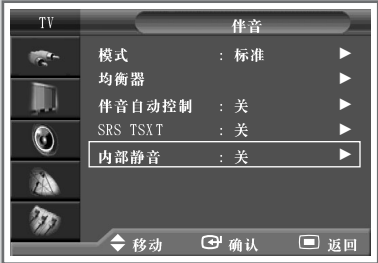 TV 伴音
模式 : 标准 ▶
均衡器 ▶
伴音自动控制 : 关 ▶
SRS TSXT : 关 ▶
内部静音 : 关 ▶
移动 确认 返回